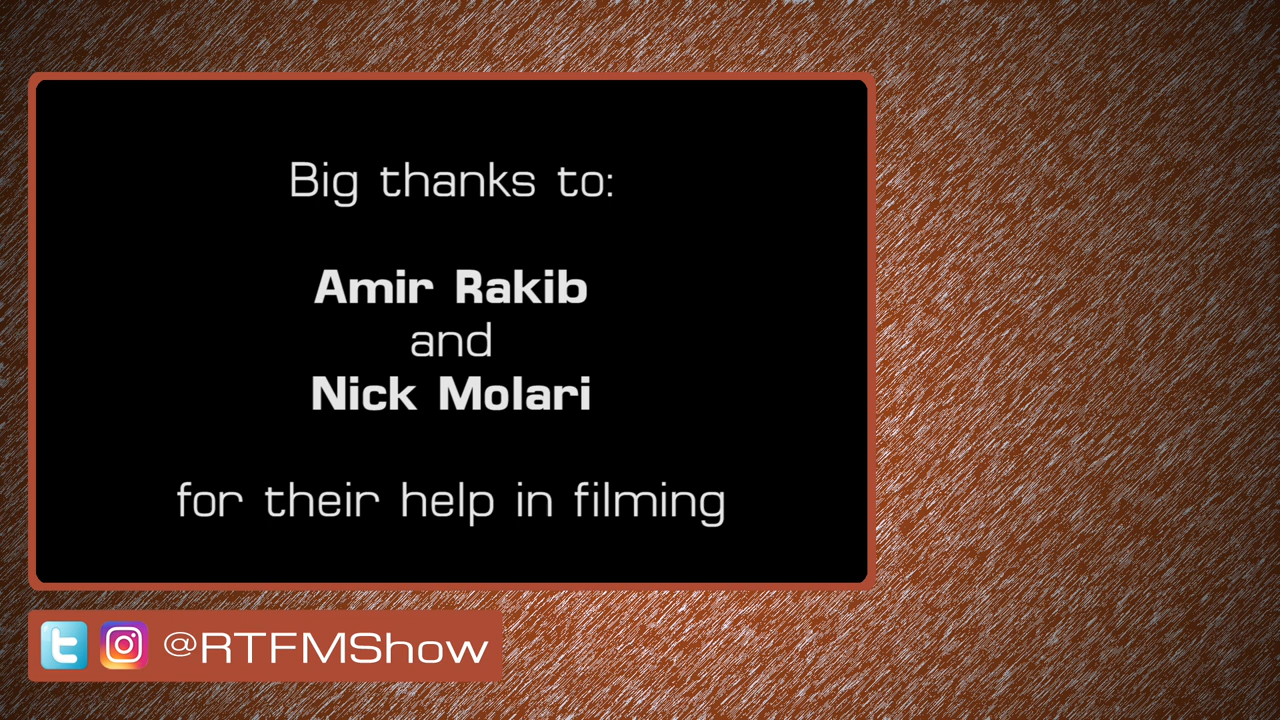 Big thanks to:
Amir Rakib
and
Nick Molari
for their help in filming
@RTFMShow